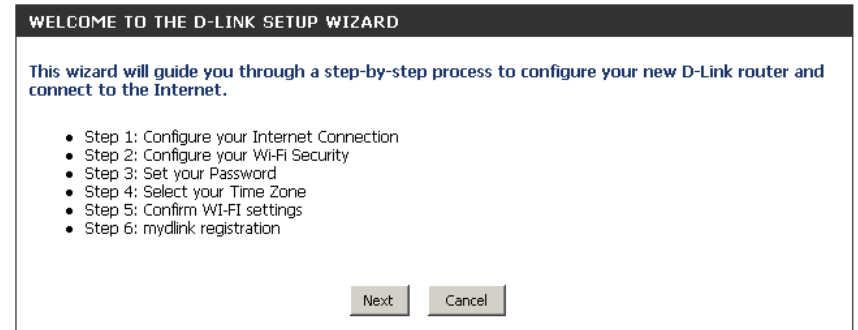 WELCOME TO THE D-LINK SETUP WIZARD
This wizard will guide you through a step-by-step process to configure your new D-Link router and
connect to the Internet.
• Step 1: Configure your Internet Connection
• Step 2: Configure your Wi-Fi Security
• Step 3: Set your Password
• Step 4: Select your Time Zone
• Step 5: Confirm WI-FI settings
• Step 6: mydlink registration
Next Cancel